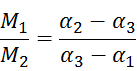 M₁/M₂ = (α₂ − α₃)/(α₃ − α₁)